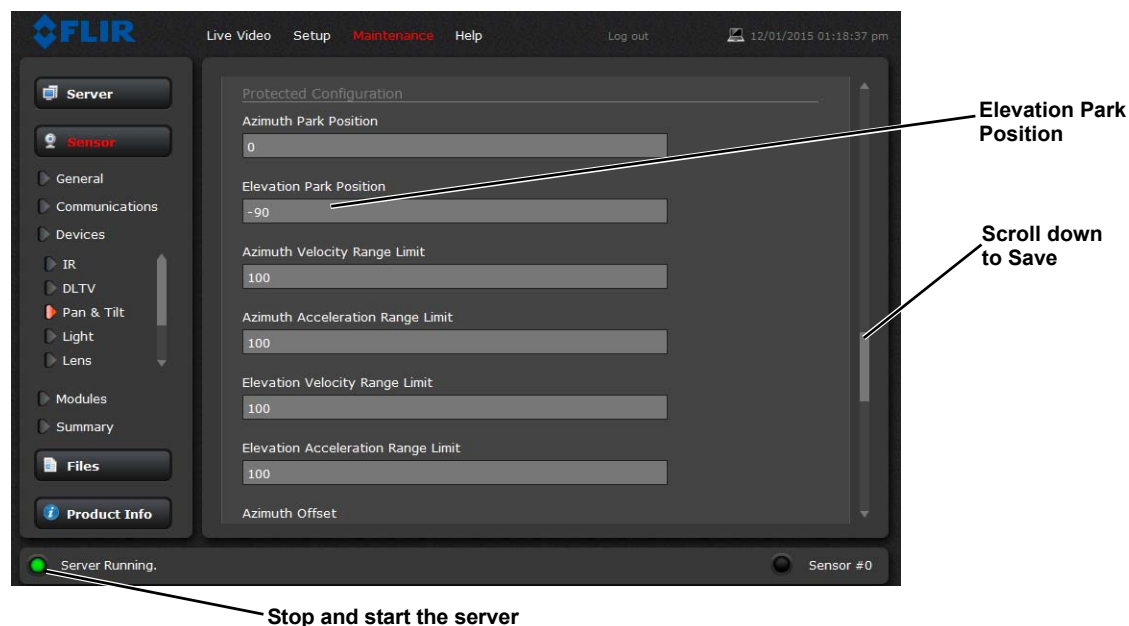 FLIR
Live Video Setup Maintenance Help Log out 12/01/2015 01:18:37 pm
Server
Sensor
General
Communications
Devices
IR
DLTV
Pan & Tilt
Light
Lens
Modules
Summary
Files
Product Info
Protected Configuration
Azimuth Park Position
0
Elevation Park Position
-90
Azimuth Velocity Range Limit
100
Azimuth Acceleration Range Limit
100
Elevation Velocity Range Limit
100
Elevation Acceleration Range Limit
100
Azimuth Offset
Server Running.
Sensor #0
Elevation Park
Position
Scroll down
to Save
Stop and start the server